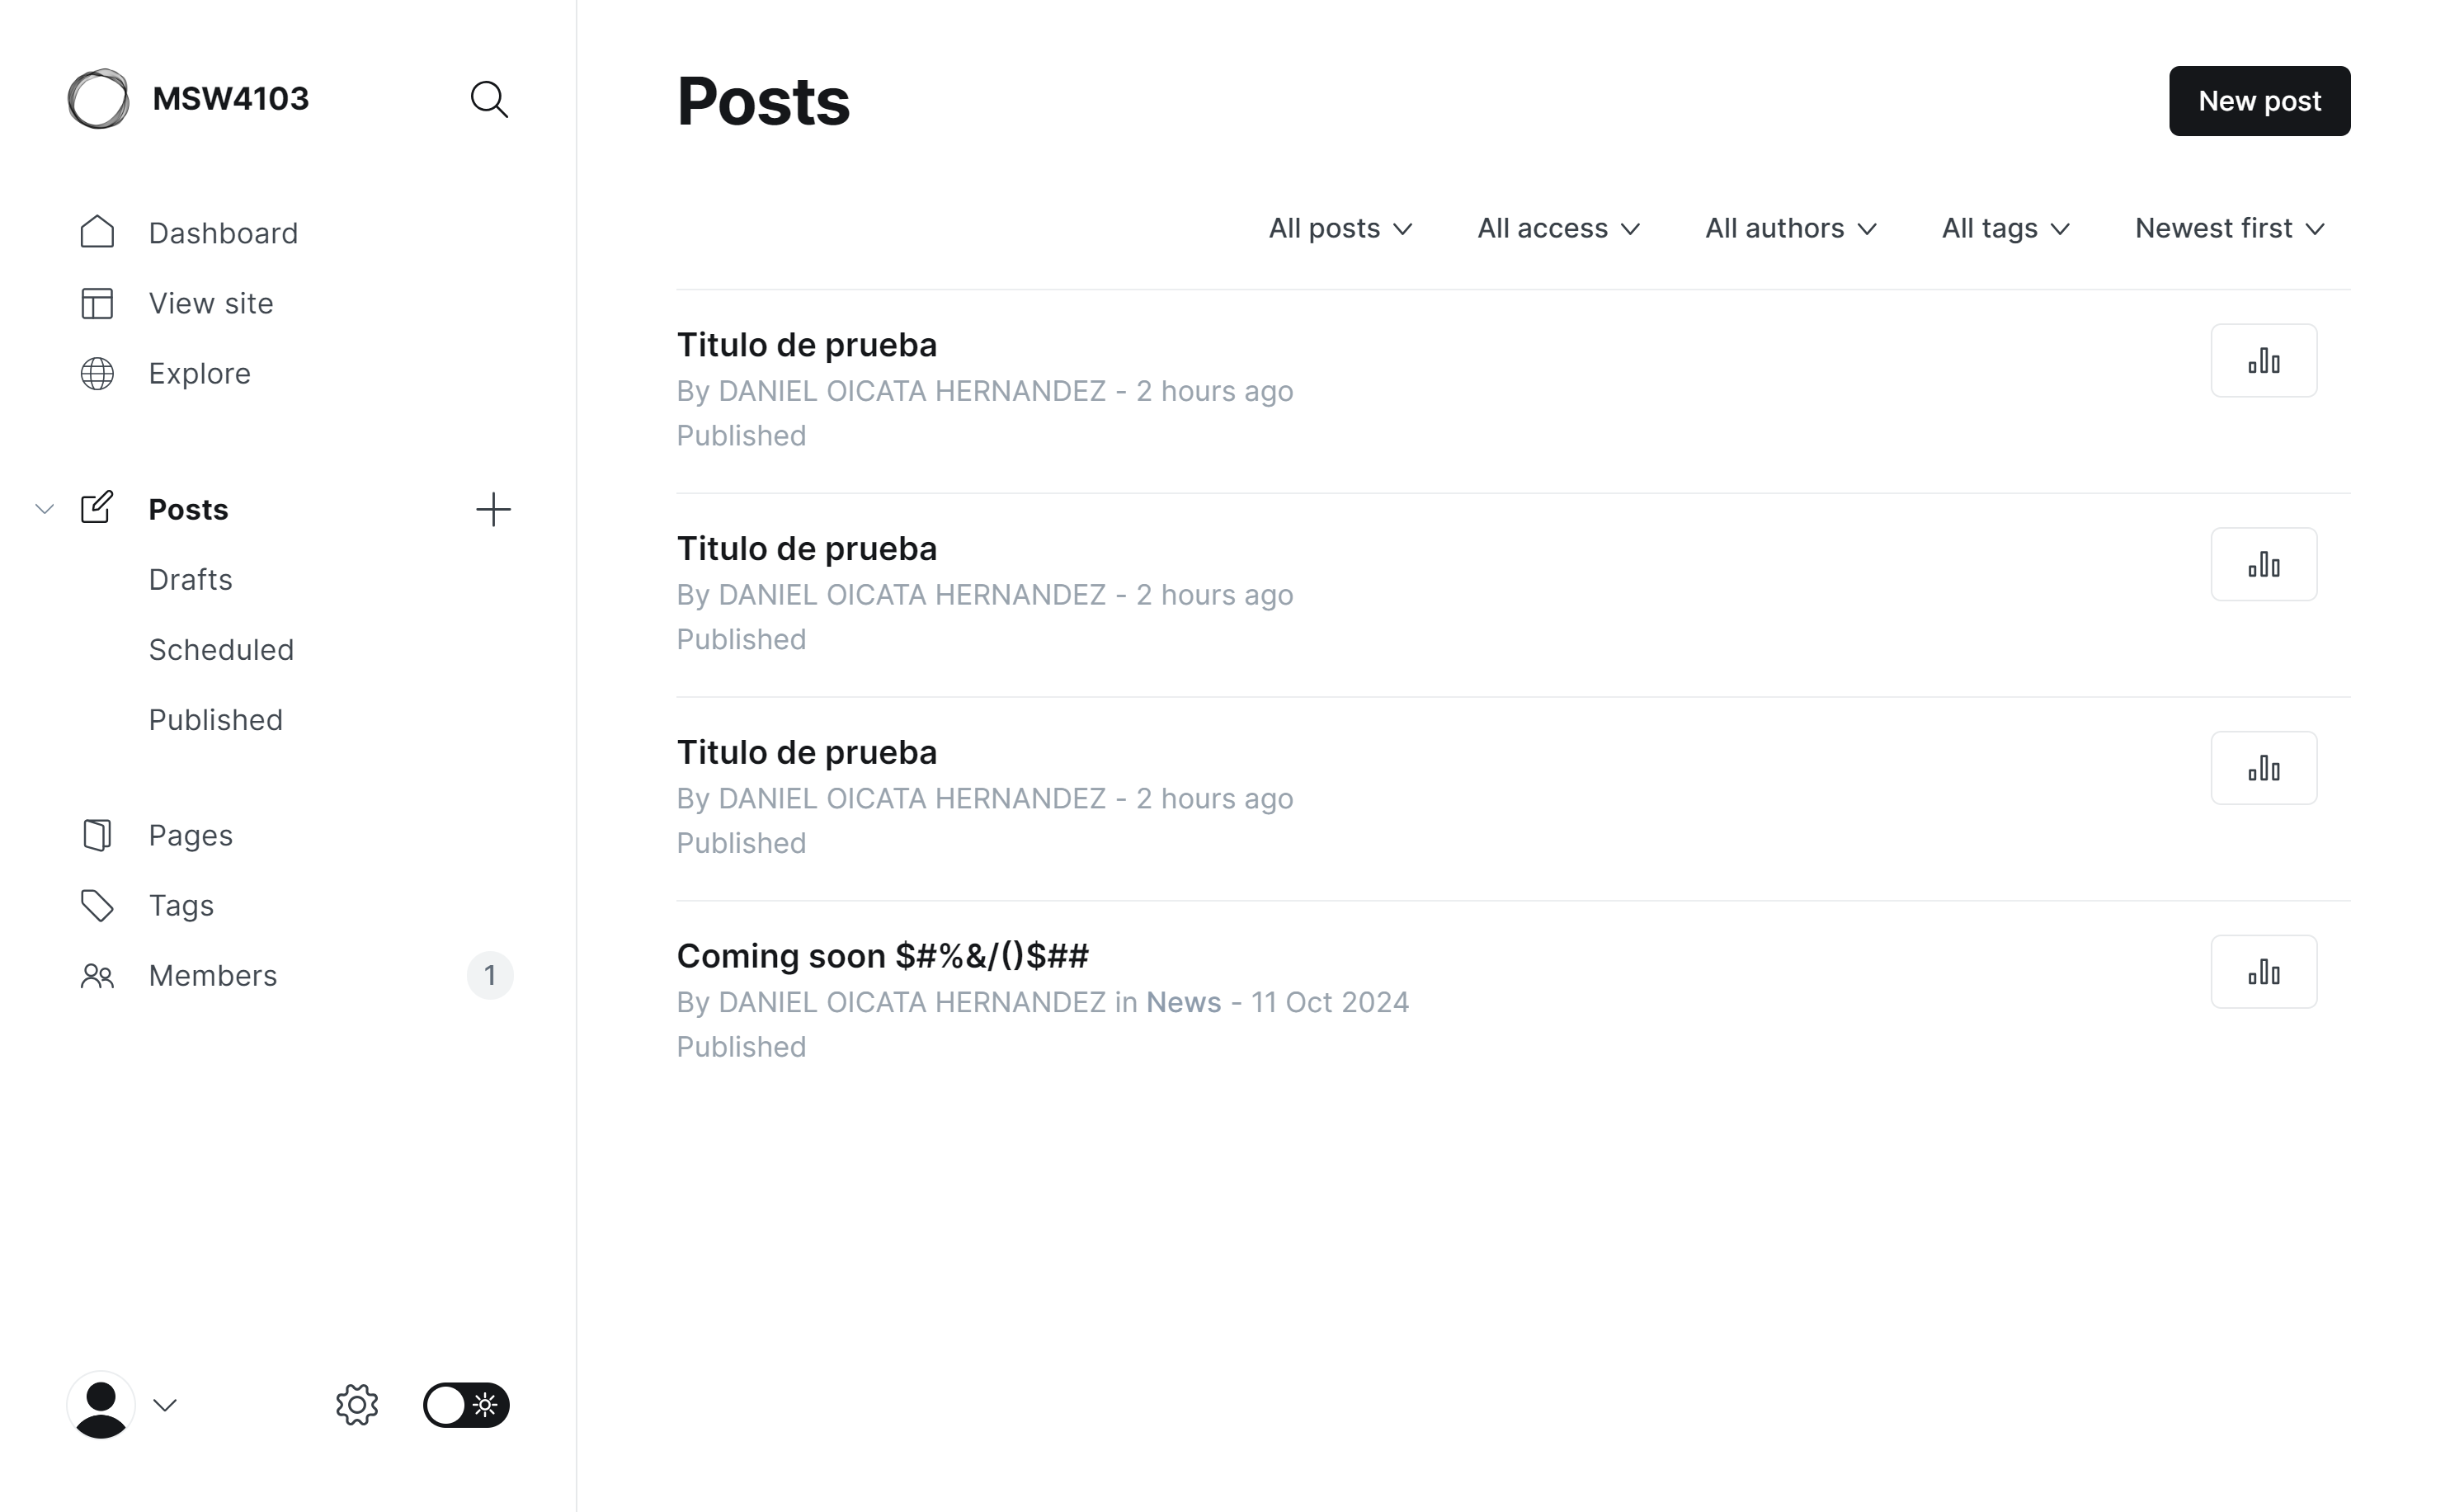 MSW4103
Dashboard
View site
Explore
Posts
Drafts
Scheduled
Published
Pages
Tags
Members 1
Posts
New post
All posts All access All authors All tags Newest first
Titulo de prueba
By DANIEL OICATA HERNANDEZ - 2 hours ago
Published
Titulo de prueba
By DANIEL OICATA HERNANDEZ - 2 hours ago
Published
Titulo de prueba
By DANIEL OICATA HERNANDEZ - 2 hours ago
Published
Coming soon $#%&/()$##
By DANIEL OICATA HERNANDEZ in News - 11 Oct 2024
Published